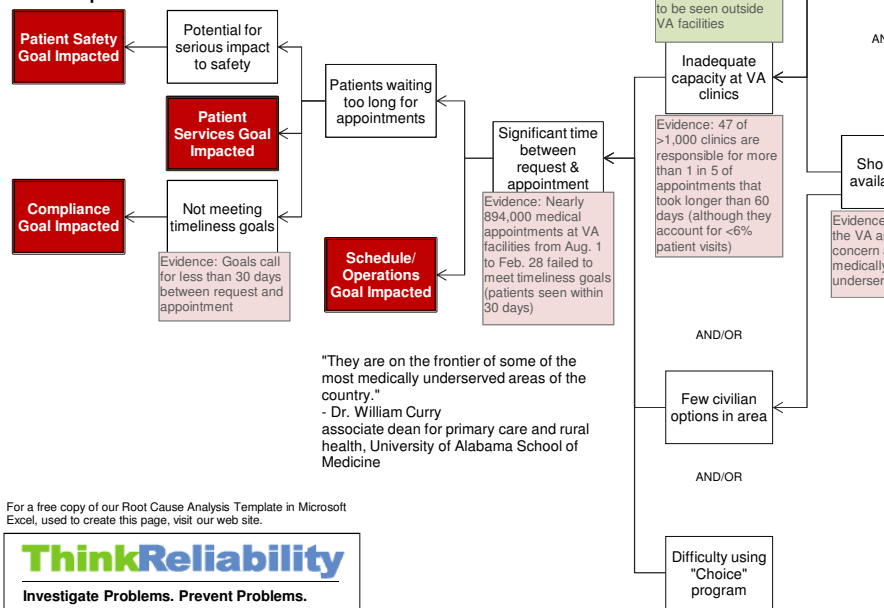 to be seen outside
VA facilities
Patient Safety
Goal Impacted
Potential for
serious impact
to safety
Patients waiting
too long for
appointments
Patient
Services Goal
Impacted
Compliance
Goal Impacted
Not meeting
timeliness goals
Evidence: Goals call
for less than 30 days
between request and
appointment
Schedule/
Operations
Goal Impacted
Significant time
between
request &
appointment
Evidence: Nearly
894,000 medical
appointments at VA
facilities from Aug. 1
to Feb. 28 failed to
meet timeliness goals
(patients seen within
30 days)
Inadequate
capacity at VA
clinics
Evidence: 47 of
>1,000 clinics are
responsible for more
than 1 in 5 of
appointments that
took longer than 60
days (although they
account for <6%
patient visits)
AN
Sho
availa
Evidence
the VA a
concern
medically
underser
AND/OR
Few civilian
options in area
AND/OR
Difficulty using
"Choice"
program
"They are on the frontier of some of the
most medically underserved areas of the
country."
- Dr. William Curry
associate dean for primary care and rural
health, University of Alabama School of
Medicine
For a free copy of our Root Cause Analysis Template in Microsoft
Excel, used to create this page, visit our web site.
ThinkReliability
Investigate Problems. Prevent Problems.